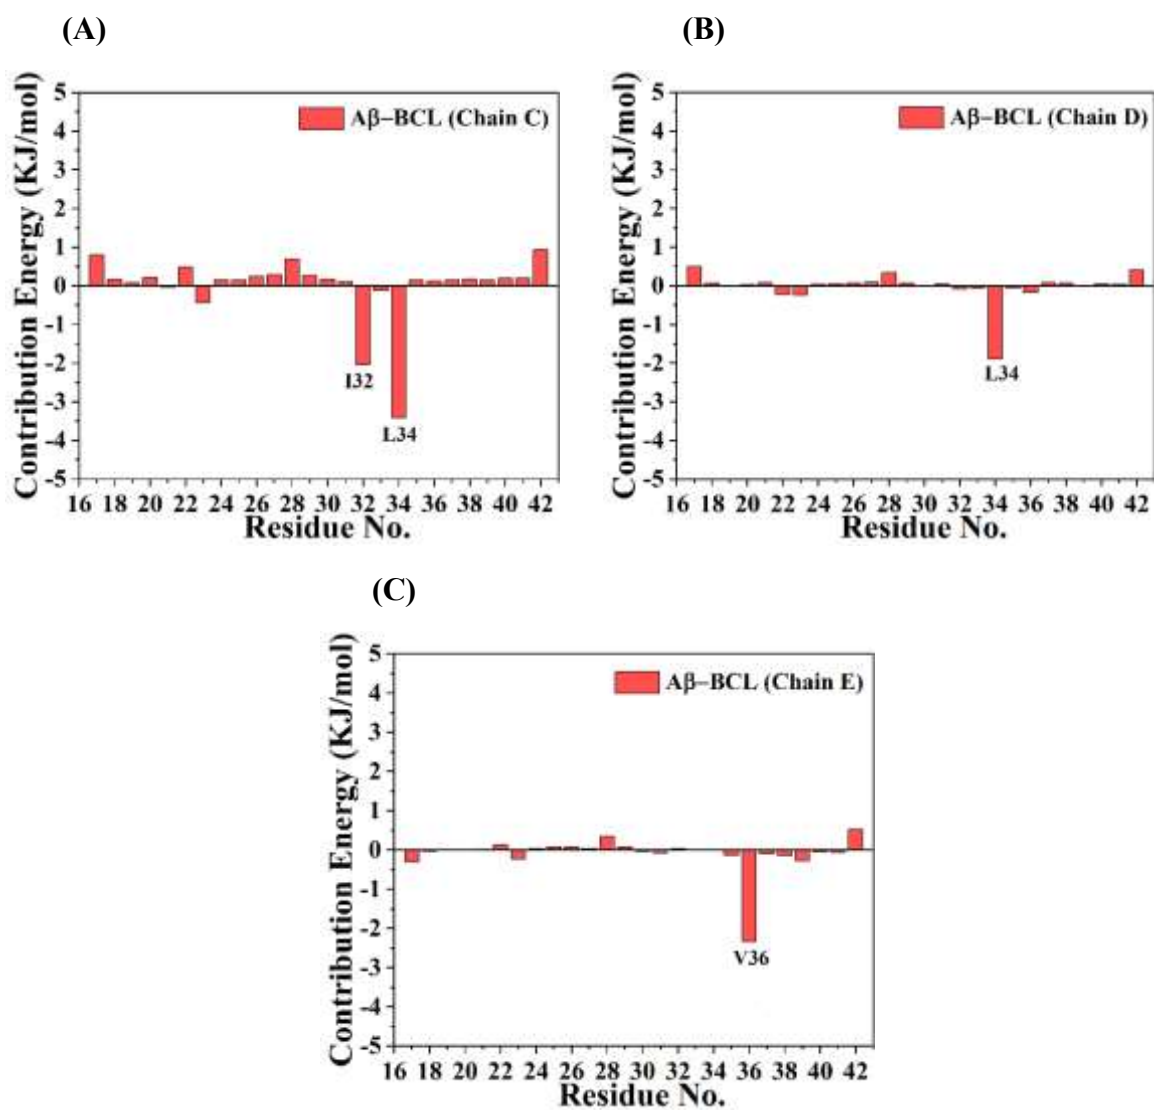 (A)
(B)
Aβ–BCL (Chain C)
Contribution Energy (KJ/mol)
5
4
3
2
1
0
-1
-2
-3
-4
-5
I32
L34
16 18 20 22 24 26 28 30 32 34 36 38 40 42
Residue No.
Aβ–BCL (Chain D)
Contribution Energy (KJ/mol)
5
4
3
2
1
0
-1
-2
-3
-4
-5
L34
16 18 20 22 24 26 28 30 32 34 36 38 40 42
Residue No.
(C)
Aβ–BCL (Chain E)
Contribution Energy (KJ/mol)
5
4
3
2
1
0
-1
-2
-3
-4
-5
V36
16 18 20 22 24 26 28 30 32 34 36 38 40 42
Residue No.